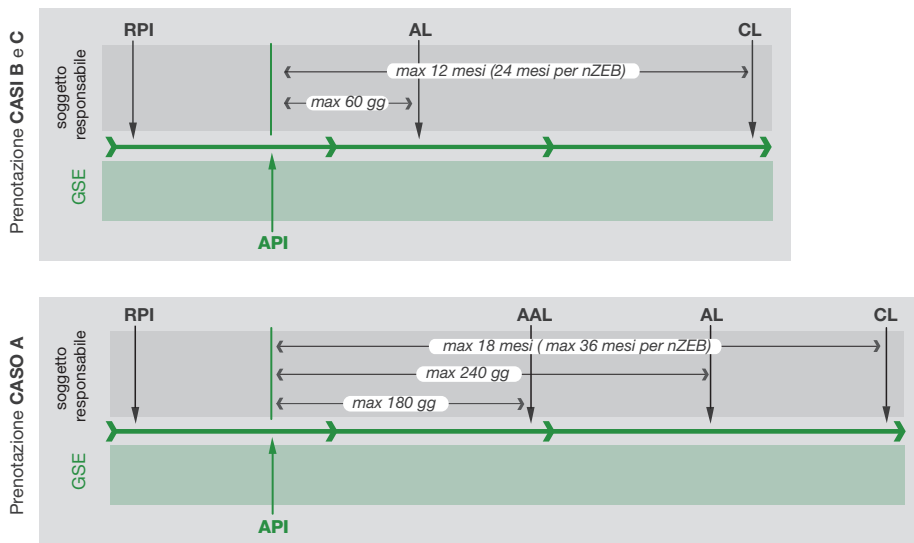 Prenotazione CASI B e C
RPI
AL
CL
soggetto
responsabile
max 12 mesi (24 mesi per nZEB)
max 60 gg
GSE
API
Prenotazione CASO A
RPI
AAL
AL
CL
soggetto
responsabile
max 18 mesi ( max 36 mesi per nZEB)
max 240 gg
max 180 gg
GSE
API